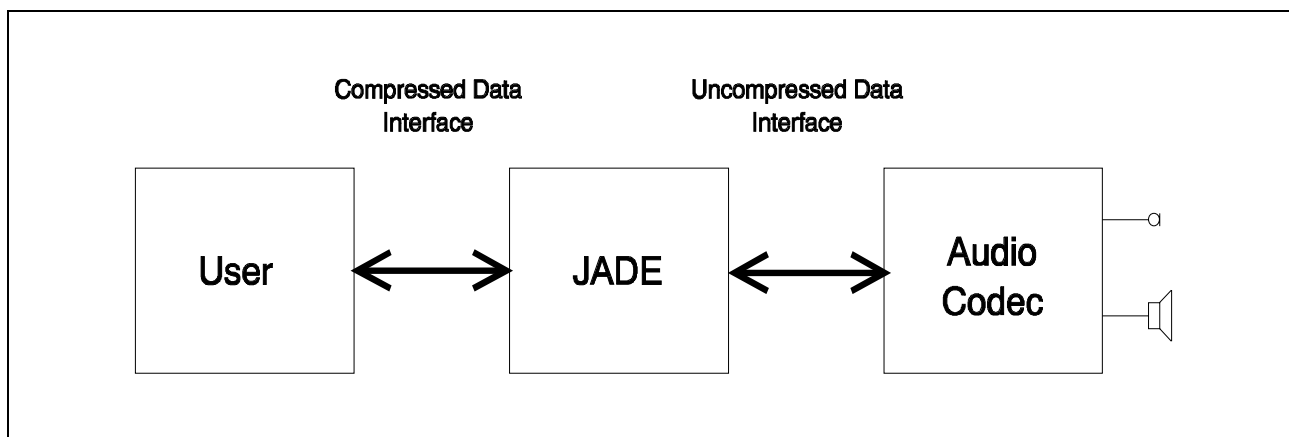 Compressed Data
Interface
Uncompressed Data
Interface
User
JADE
Audio
Codec